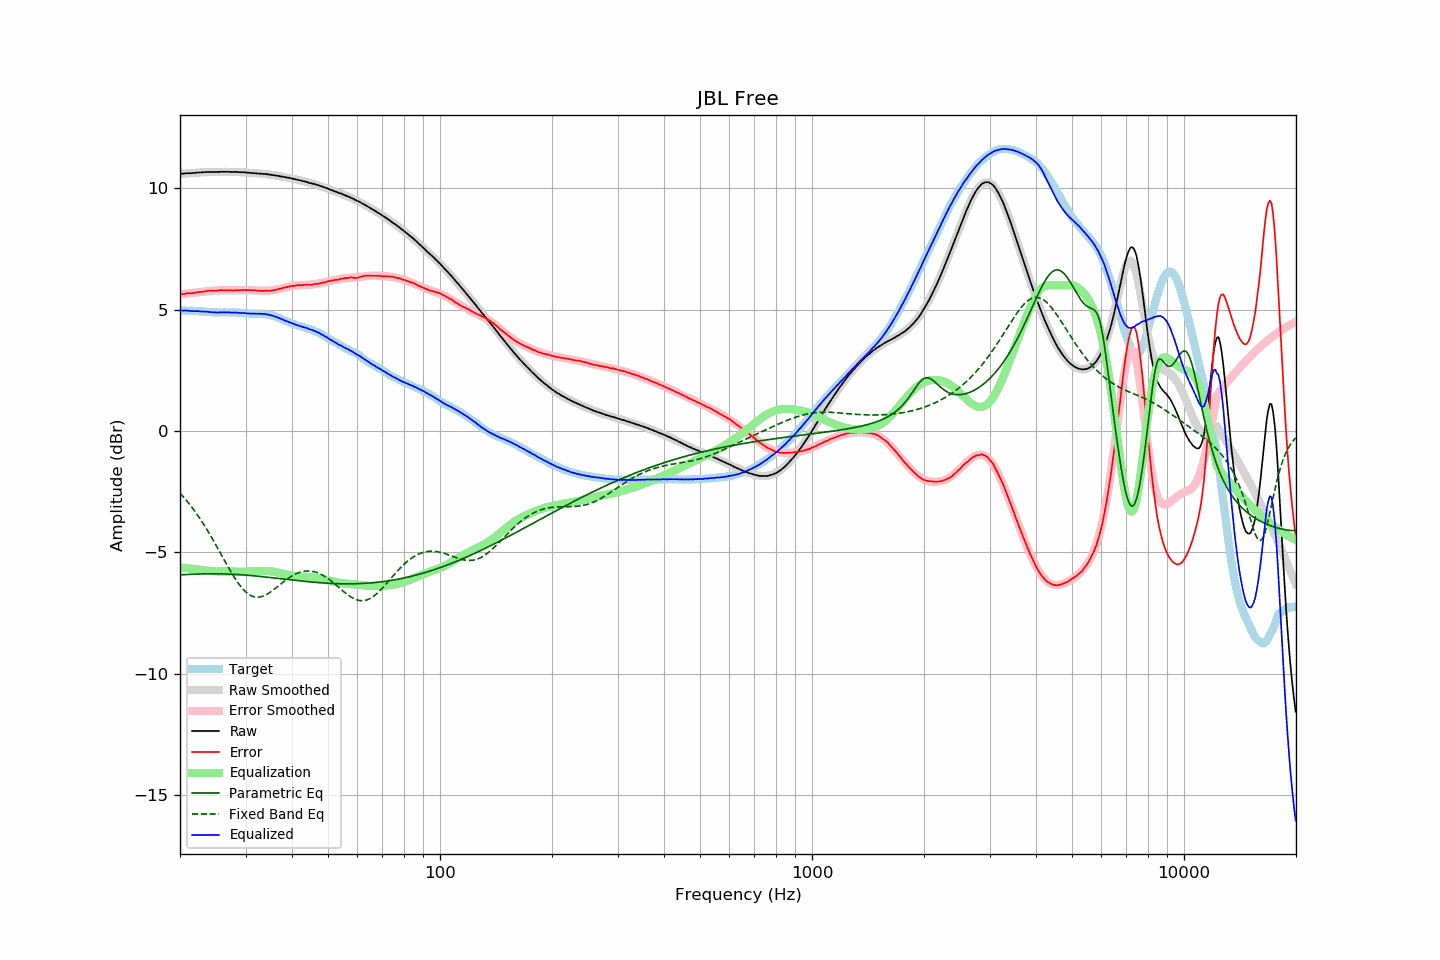 JBL Free
Amplitude (dBr)
10
5
0
−5
−10
−15
Target
Raw Smoothed
Error Smoothed
Raw
Error
Equalization
Parametric Eq
Fixed Band Eq
Equalized
100
1000
10000
Frequency (Hz)